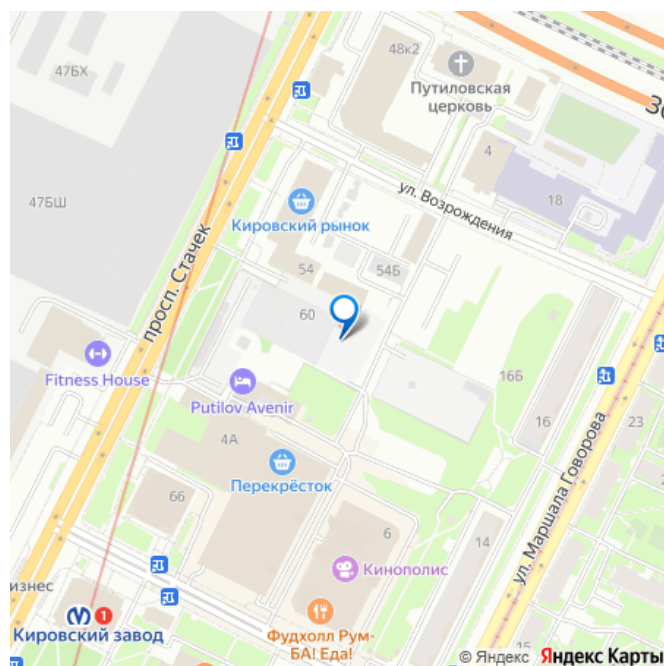 48к2
47БХ
Путиловская
церковь
4
47БШ
ул. Возрождения
18
Кировский рынок
просп. Стачек
54
54Б
60
Fitness House
Putilov Avenir
16Б
16
23
4А
Перекрёсток
ул. Маршала Говорова
66
6
14
Кинополис
изнес
1
Кировский завод
Фудхолл Рум-
БА! Еда!
15
© Яндекс Яндекс Карты